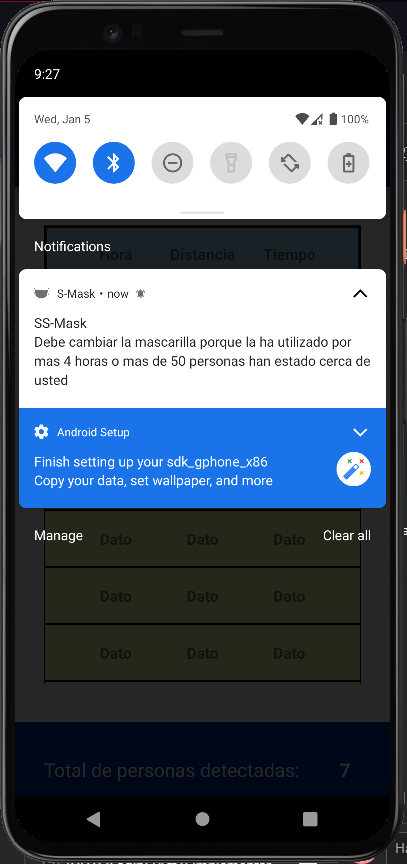 9:27
Wed, Jan 5
100%
Notifications
Hora Distancia Tiempo
S-Mask • now
SS-Mask
Debe cambiar la mascarilla porque la ha utilizado por
mas 4 horas o mas de 50 personas han estado cerca de
usted
Android Setup
Finish setting up your sdk_gphone_x86
Copy your data, set wallpaper, and more
Manage
Clear all
Dato Dato Dato
Dato Dato Dato
Dato Dato Dato
Total de personas detectadas: 7